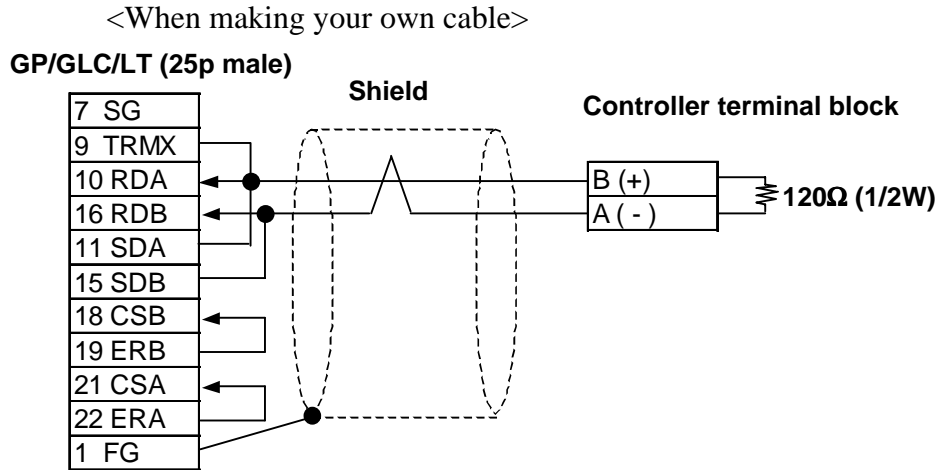 <When making your own cable>
GP/GLC/LT (25p male)
Shield
Controller terminal block
7 SG
9 TRMX
10 RDA
16 RDB
11 SDA
15 SDB
18 CSB
19 ERB
21 CSA
22 ERA
1 FG
B (+)
A ( - )
120Ω (1/2W)